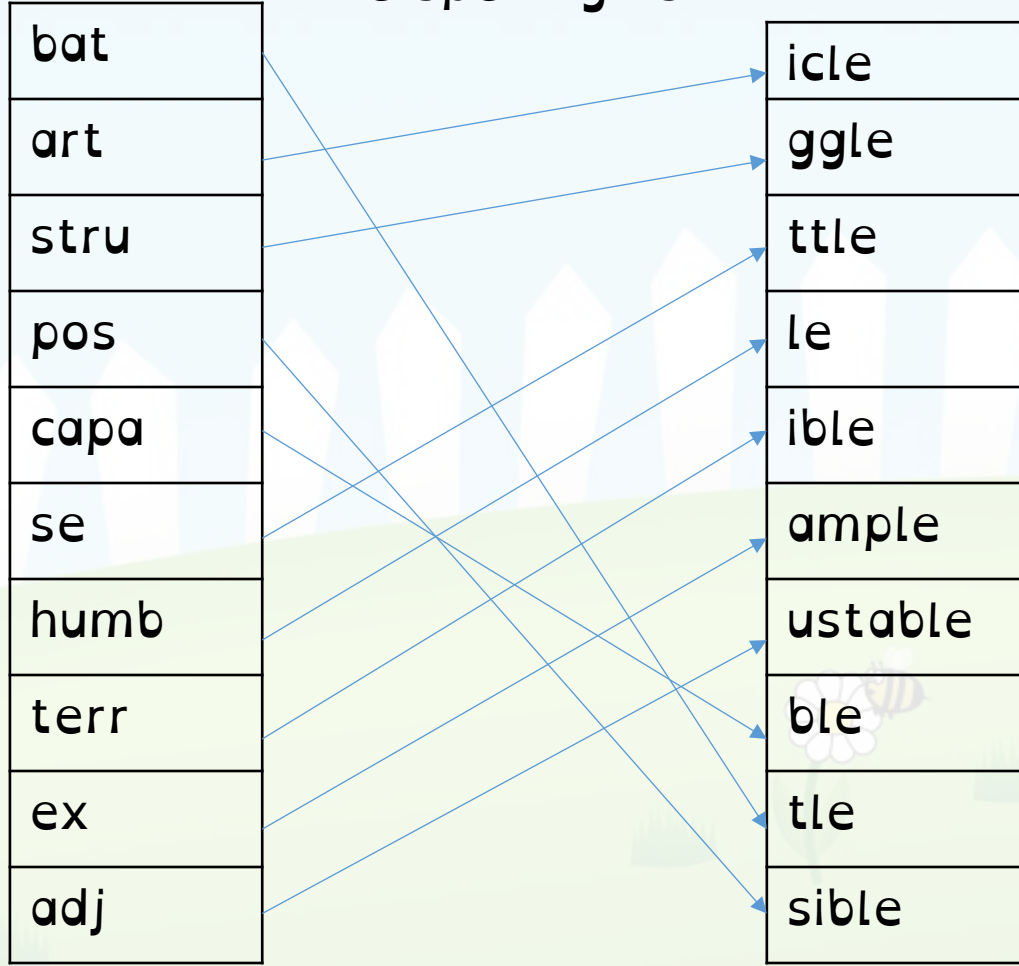 bat
art
stru
pos
capa
se
humb
terr
ex
adj
icle
ggle
ttle
le
ible
ample
ustable
ble
tle
sible